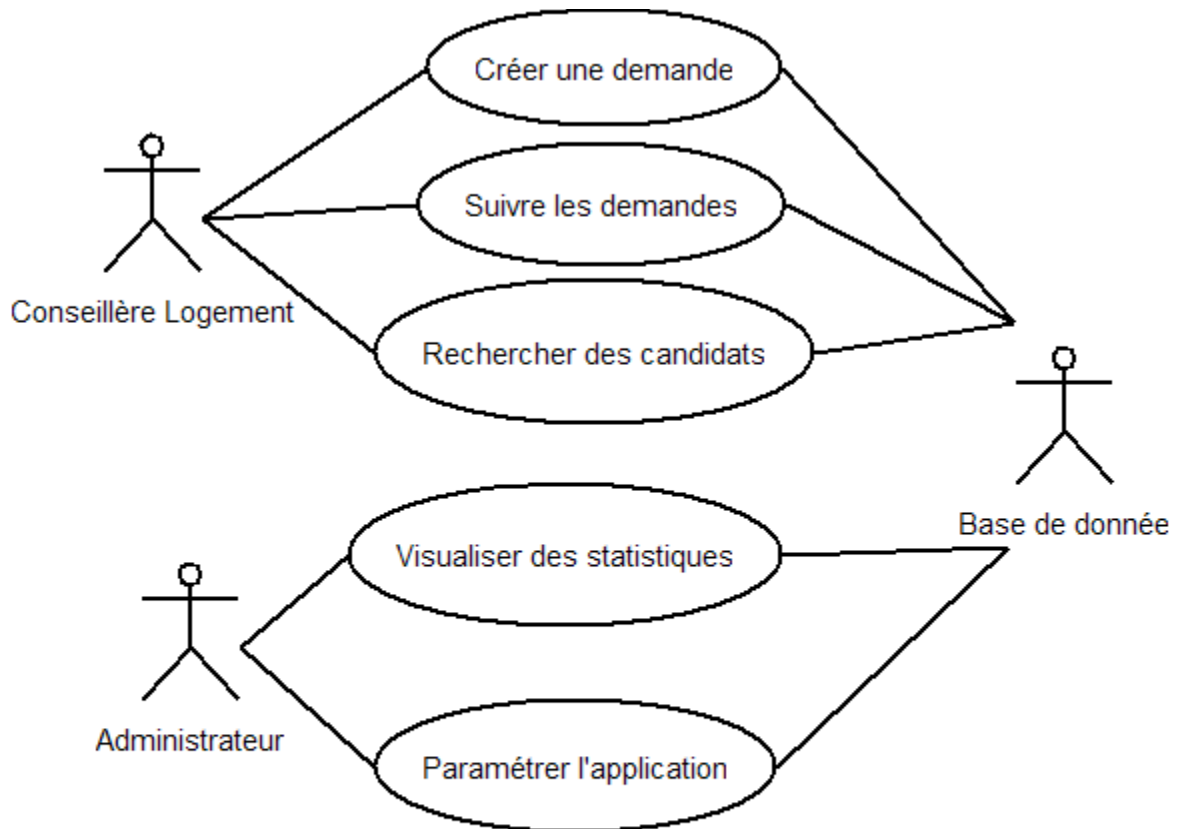 Créer une demande
Suivre les demandes
Conseillère Logement
Rechercher des candidats
Base de donnée
Visualiser des statistiques
Administrateur
Paramétrer l'application